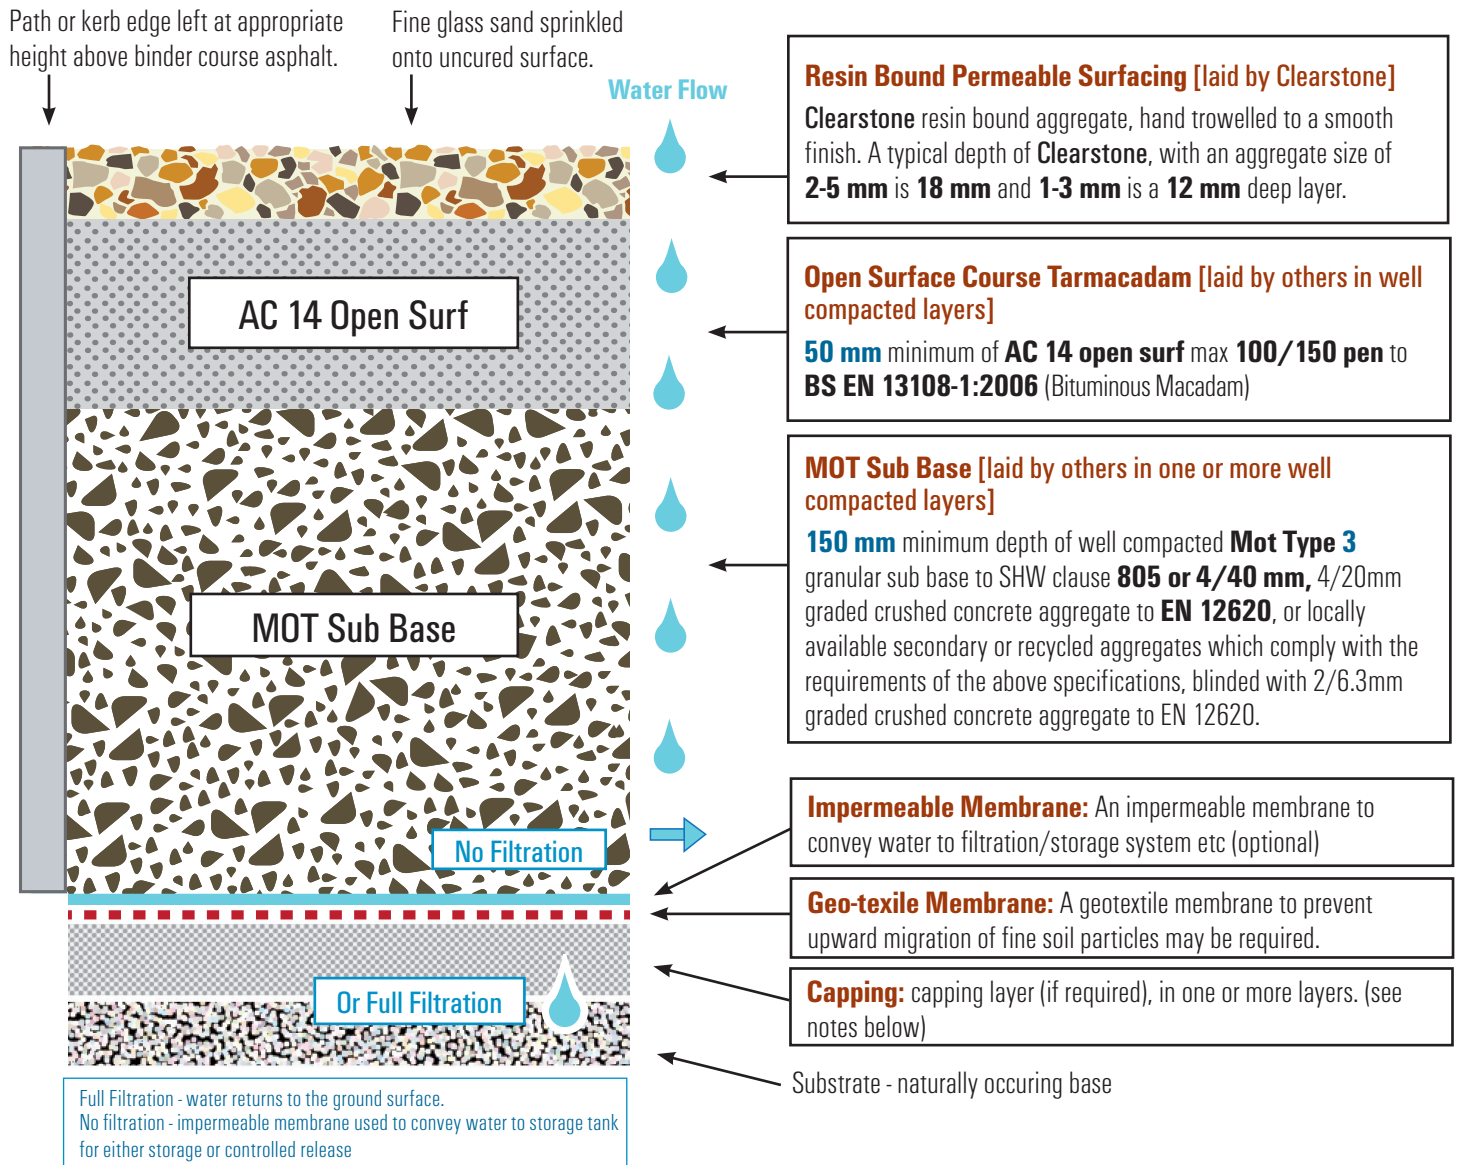 Path or kerb edge left at appropriate
height above binder course asphalt.
Fine glass sand sprinkled
onto uncured surface.
Water Flow
Resin Bound Permeable Surfacing [laid by Clearstone]
Clearstone resin bound aggregate, hand trowelled to a smooth
finish. A typical depth of Clearstone, with an aggregate size of
2-5 mm is 18 mm and 1-3 mm is a 12 mm deep layer.
AC 14 Open Surf
Open Surface Course Tarmacadam [laid by others in well
compacted layers]
50 mm minimum of AC 14 open surf max 100/150 pen to
BS EN 13108-1:2006 (Bituminous Macadam)
MOT Sub Base
MOT Sub Base [laid by others in one or more well
compacted layers]
150 mm minimum depth of well compacted Mot Type 3
granular sub base to SHW clause 805 or 4/40 mm, 4/20mm
graded crushed concrete aggregate to EN 12620, or locally
available secondary or recycled aggregates which comply with the
requirements of the above specifications, blinded with 2/6.3mm
graded crushed concrete aggregate to EN 12620.
No Filtration
Impermeable Membrane: An impermeable membrane to
convey water to filtration/storage system etc (optional)
Geo-texile Membrane: A geotextile membrane to prevent
upward migration of fine soil particles may be required.
Or Full Filtration
Capping: capping layer (if required), in one or more layers. (see
notes below)
Substrate - naturally occuring base
Full Filtration - water returns to the ground surface.
No filtration - impermeable membrane used to convey water to storage tank
for either storage or controlled release